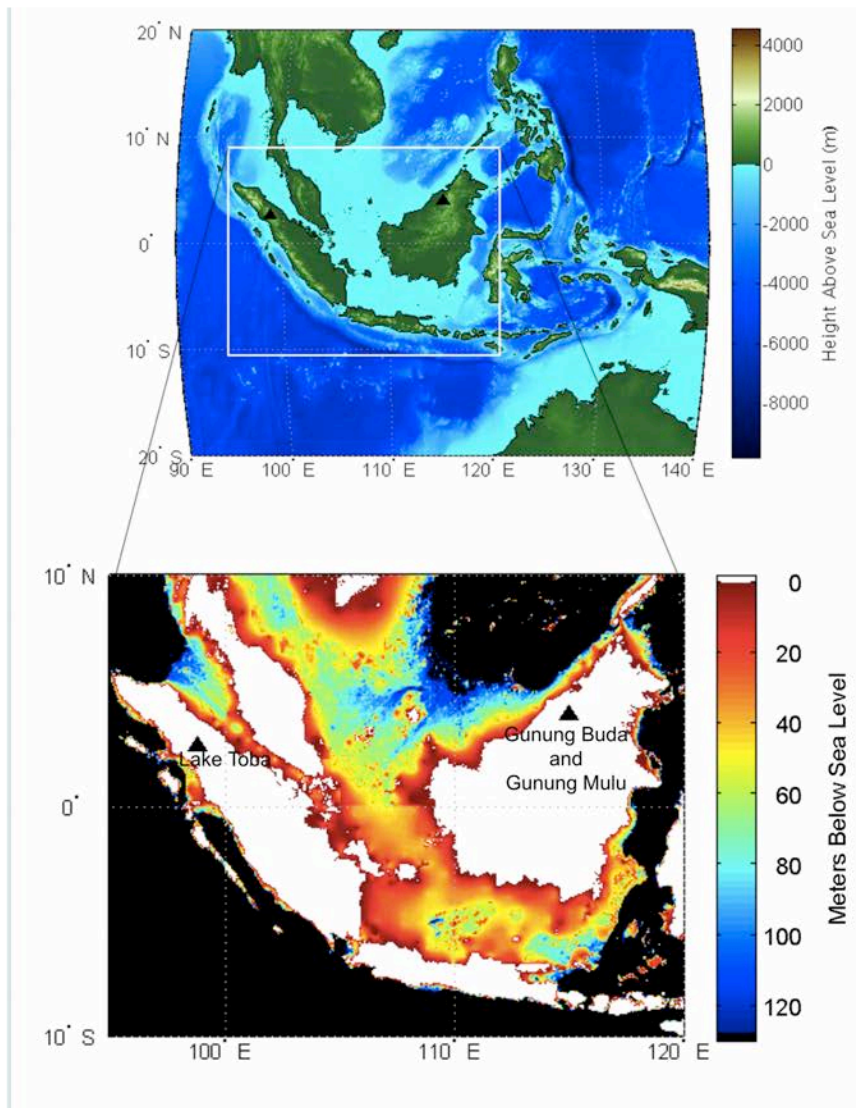 20° N
10° N
0°
10° S
20° S
90° E
100° E
110° E
120° E
130° E
140° E
4000
2000
0
-2000
-4000
-6000
-8000
Height Above Sea Level (m)
10° N
0°
10° S
100° E
110° E
120° E
Lake Toba
Gunung Buda
and
Gunung Mulu
0
20
40
60
80
100
120
Meters Below Sea Level